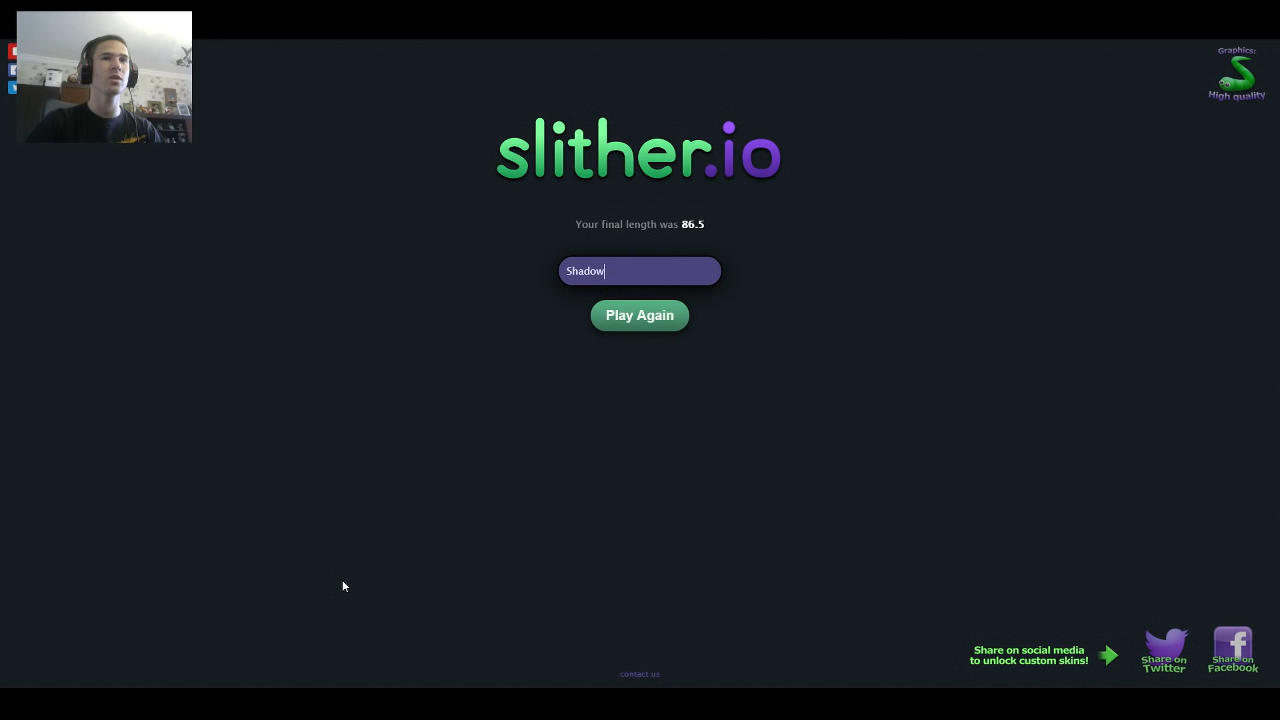 Graphics:
High quality
slither.io
Your final length was 86.5
Shadow
Play Again
Share on social media
to unlock custom skins!
Share on
Twitter
Share on
Facebook
contact us